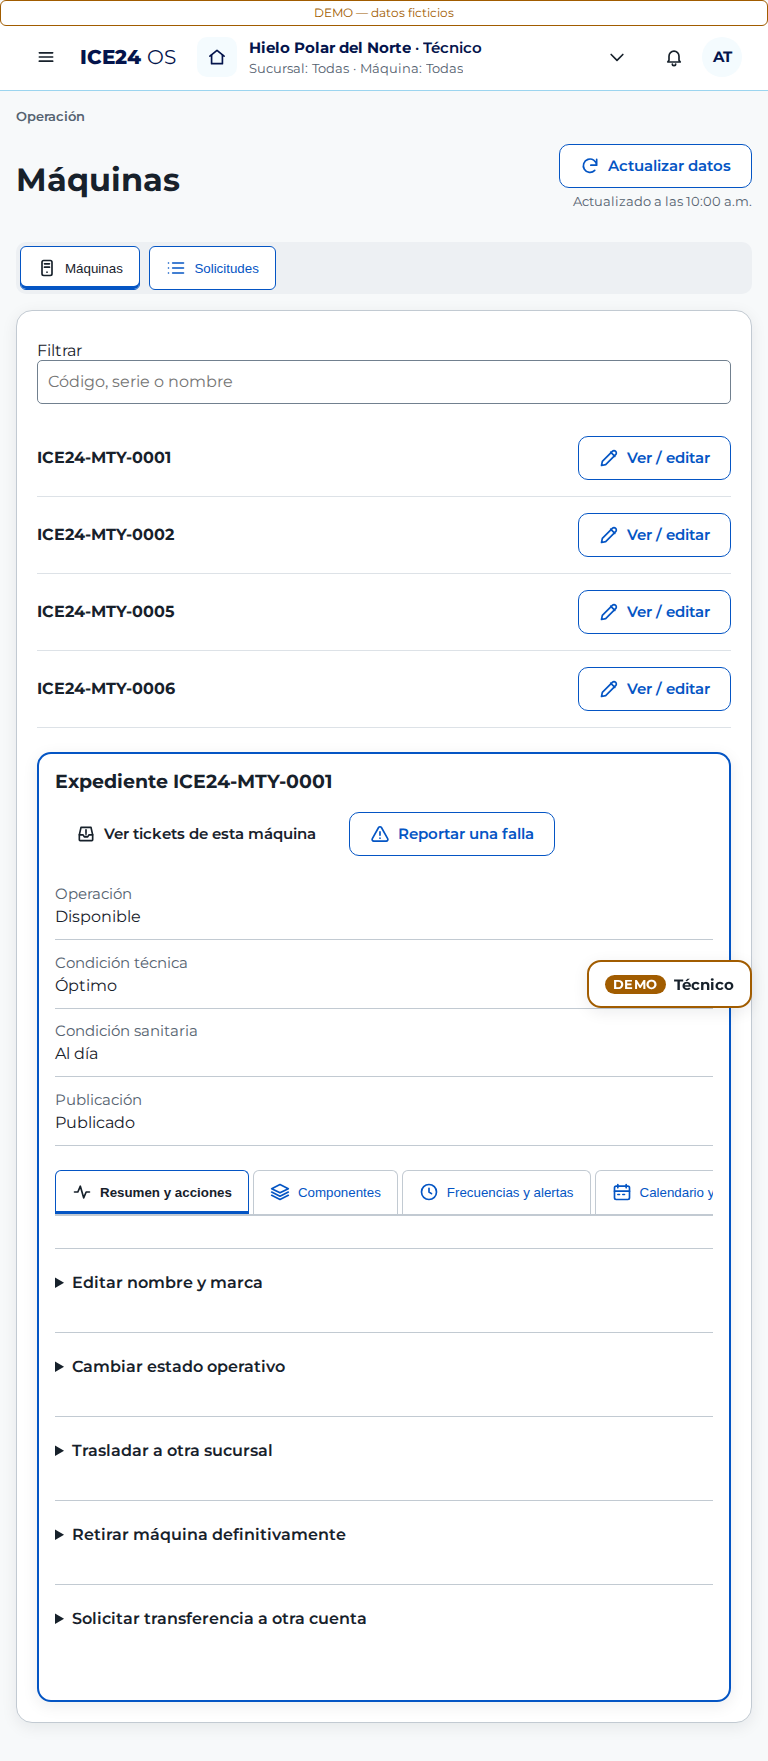 DEMO — datos ficticios
ICE24 OS
Hielo Polar del Norte · Técnico
Sucursal: Todas · Máquina: Todas
AT
Operación
Máquinas
Actualizar datos
Actualizado a las 10:00 a.m.
Máquinas
Solicitudes
Filtrar
Código, serie o nombre
ICE24-MTY-0001
Ver / editar
ICE24-MTY-0002
Ver / editar
ICE24-MTY-0005
Ver / editar
ICE24-MTY-0006
Ver / editar
Expediente ICE24-MTY-0001
Ver tickets de esta máquina
Reportar una falla
Operación
Disponible
Condición técnica
Óptimo
DEMO Técnico
Condición sanitaria
Al día
Publicación
Publicado
Resumen y acciones
Componentes
Frecuencias y alertas
Calendario y
Editar nombre y marca
Cambiar estado operativo
Trasladar a otra sucursal
Retirar máquina definitivamente
Solicitar transferencia a otra cuenta